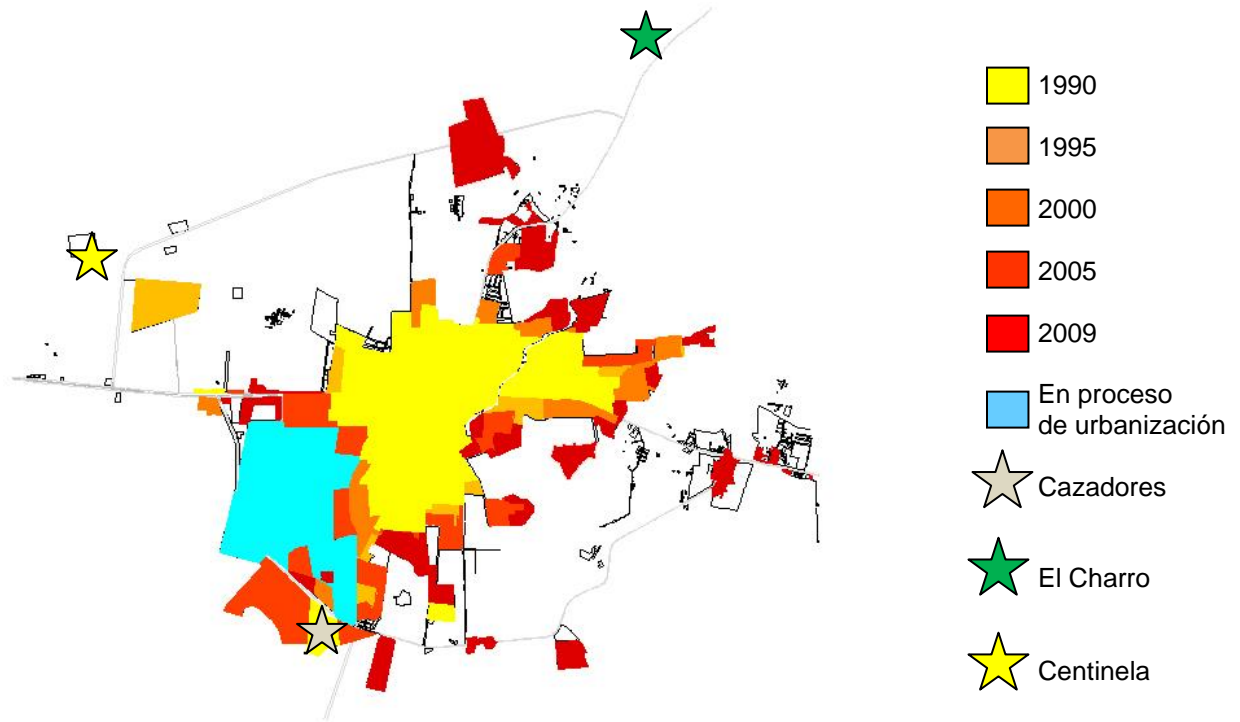 1990
1995
2000
2005
2009
En proceso
de urbanización
Cazadores
El Charro
Centinela